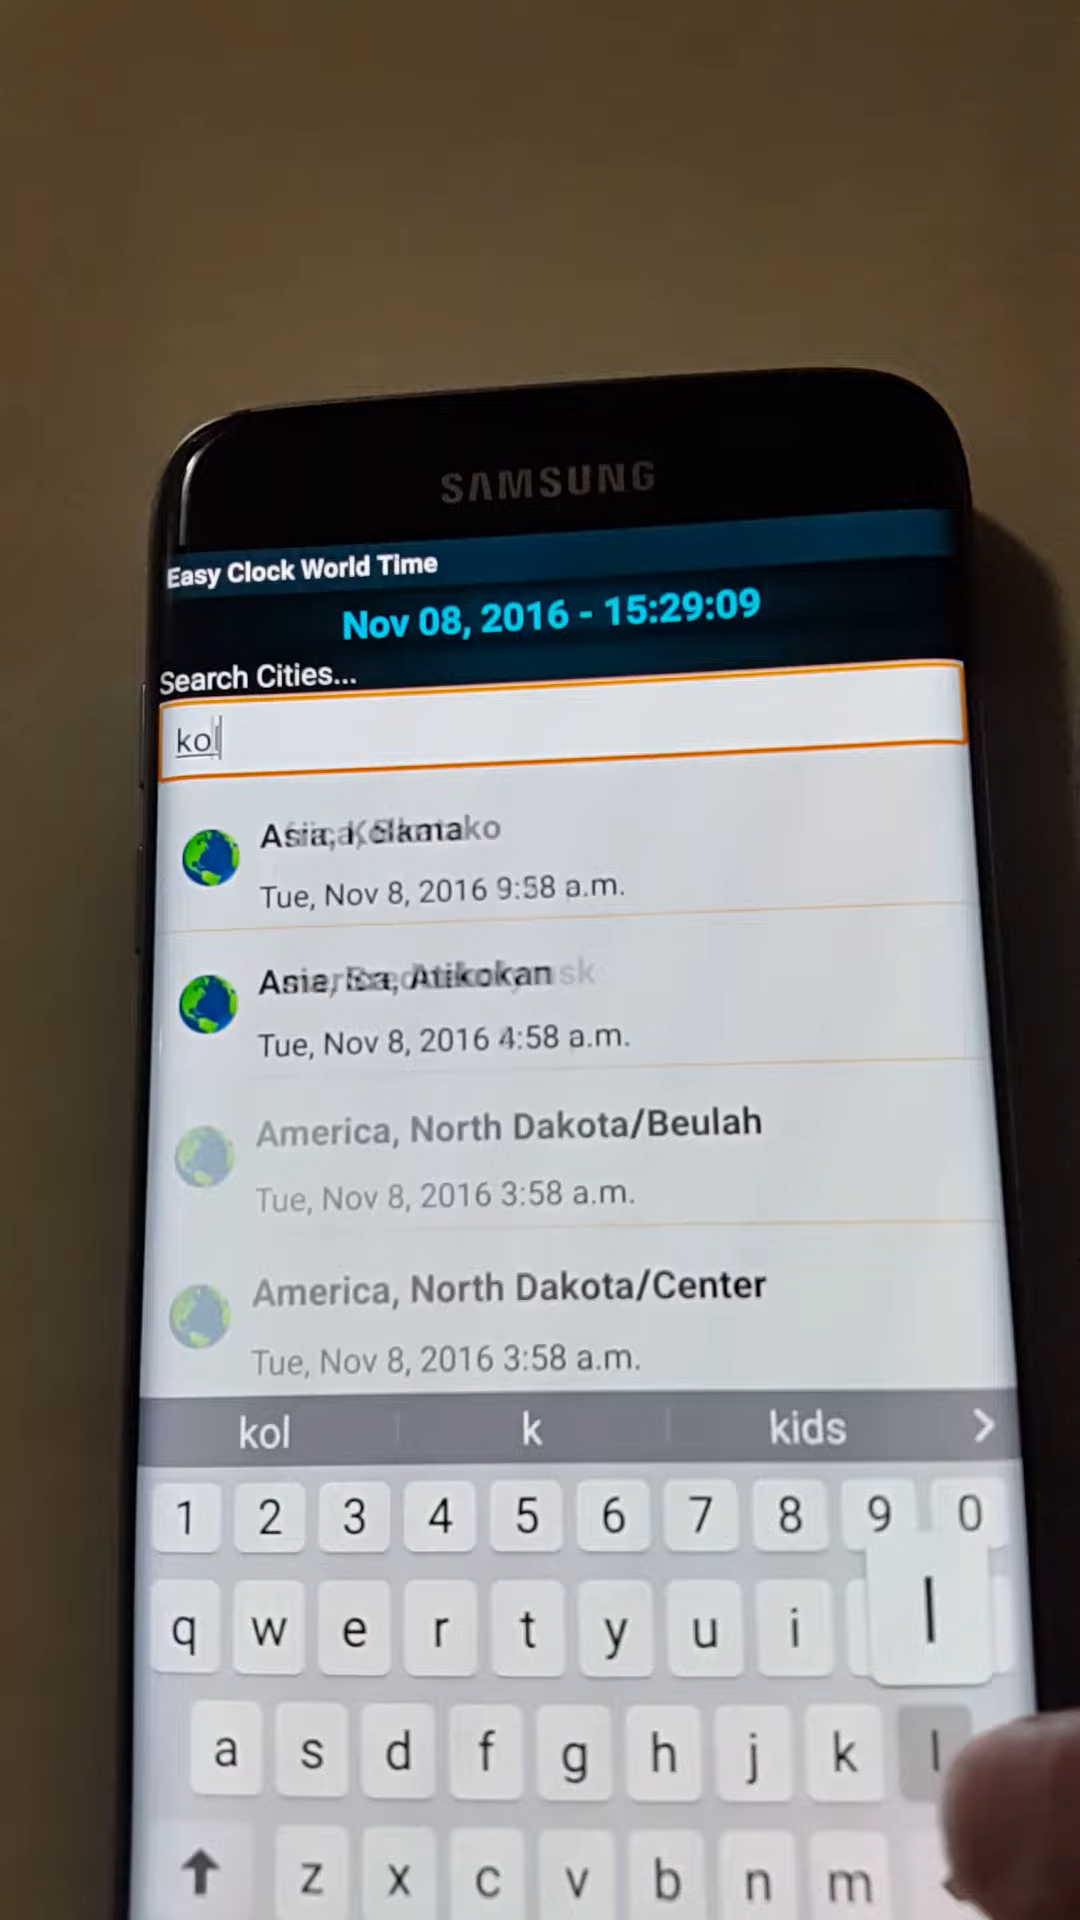 SAMSUNG
Easy Clock World Time
Nov 08, 2016 - 15:29:09
Search Cities...
kol
Tue, Nov 8, 2016 9:58 a.m.
Asia,
Atikokan
Tue, Nov 8, 2016 4:58 a.m.
America, North Dakota/Beulah
Tue, Nov 8, 2016 3:58 a.m.
America, North Dakota/Center
Tue, Nov 8, 2016 3:58 a.m.
kol k kids >
1 2 3 4 5 6 7 8 9 0
q w e r t y u i l
a s d f g h j k l
z x c v b n m